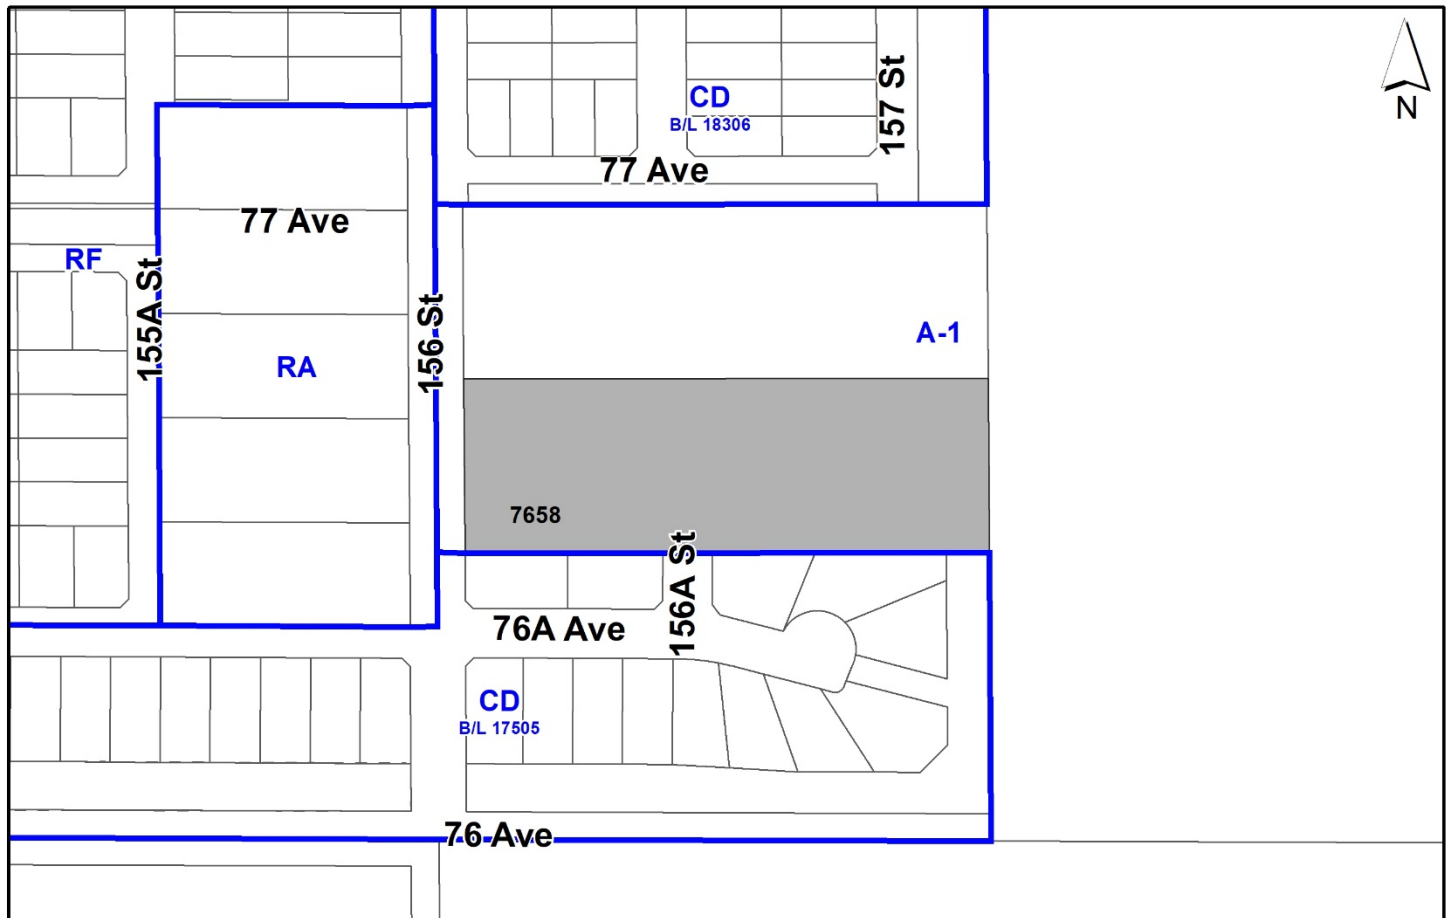 CD
B/L 18306
157 St
N
77 Ave
77 Ave
RF
155A St
156 St
A-1
RA
7658
156A St
76A Ave
CD
B/L 17505
76 Ave